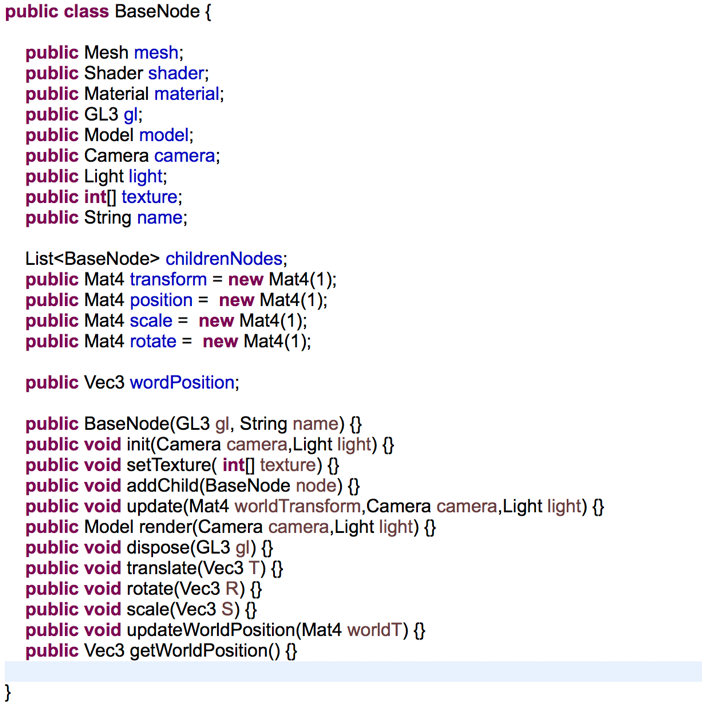 public class BaseNode {
public Mesh mesh;
public Shader shader;
public Material material;
public GL3 gl;
public Model model;
public Camera camera;
public Light light;
public int[] texture;
public String name;
List<BaseNode> childrenNodes;
public Mat4 transform = new Mat4(1);
public Mat4 position =  new Mat4(1);
public Mat4 scale =  new Mat4(1);
public Mat4 rotate =  new Mat4(1);
public Vec3 wordPosition;
public BaseNode(GL3 gl, String name) {}
public void init(Camera camera,Light light) {}
public void setTexture( int[] texture) {}
public void addChild(BaseNode node) {}
public void update(Mat4 worldTransform,Camera camera,Light light) {}
public Model render(Camera camera,Light light) {}
public void dispose(GL3 gl) {}
public void translate(Vec3 T) {}
public void rotate(Vec3 R) {}
public void scale(Vec3 S) {}
public void updateWorldPosition(Mat4 worldT) {}
public Vec3 getWorldPosition() {}
}